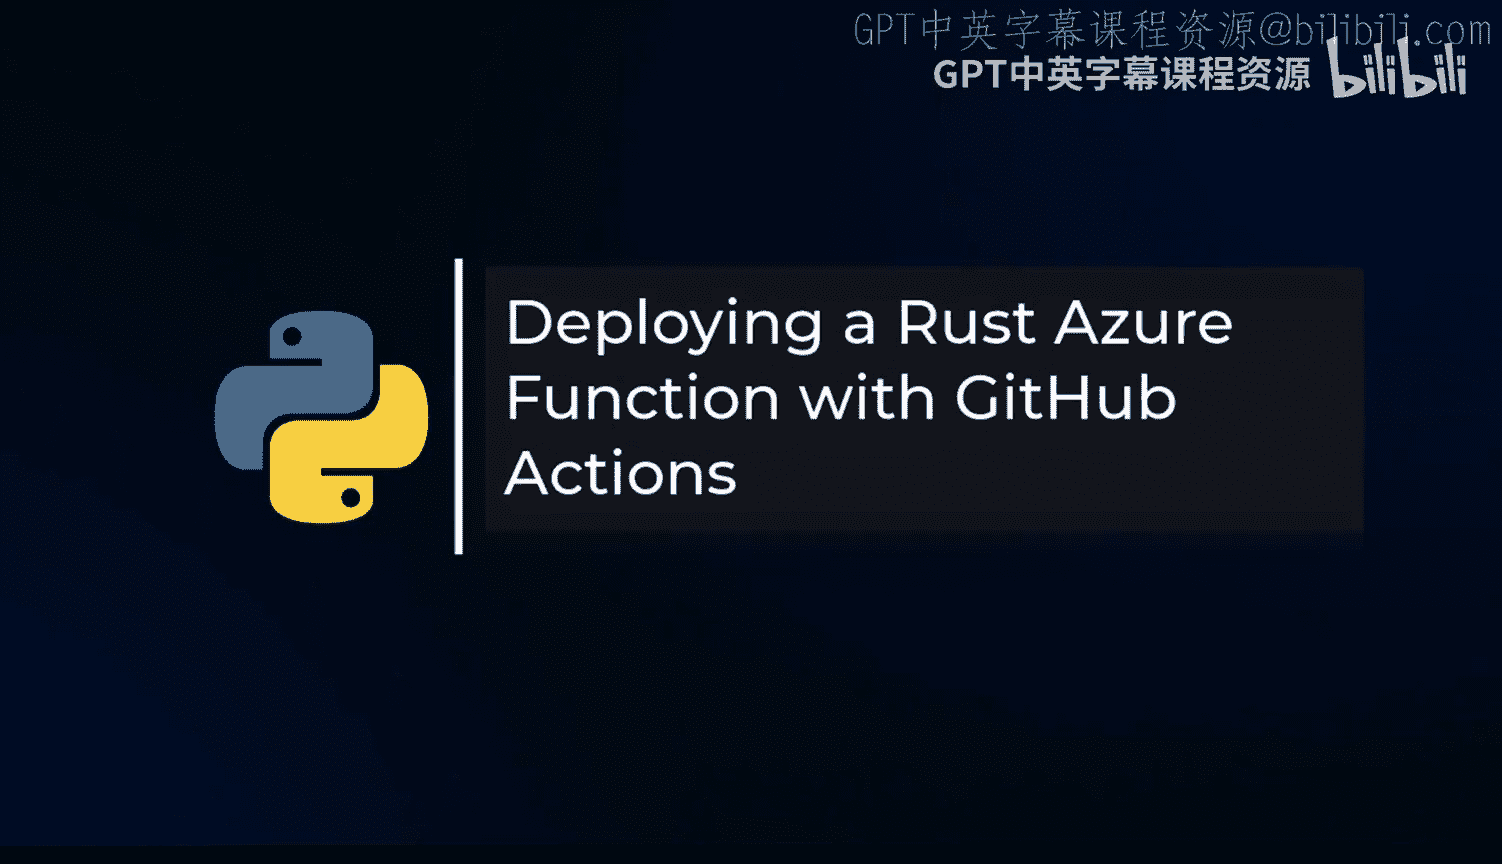 GPT中英字幕课程资源@bilibili.com
GPT中英字幕课程资源 bilibili
Deploying a Rust Azure
Function with GitHub
Actions